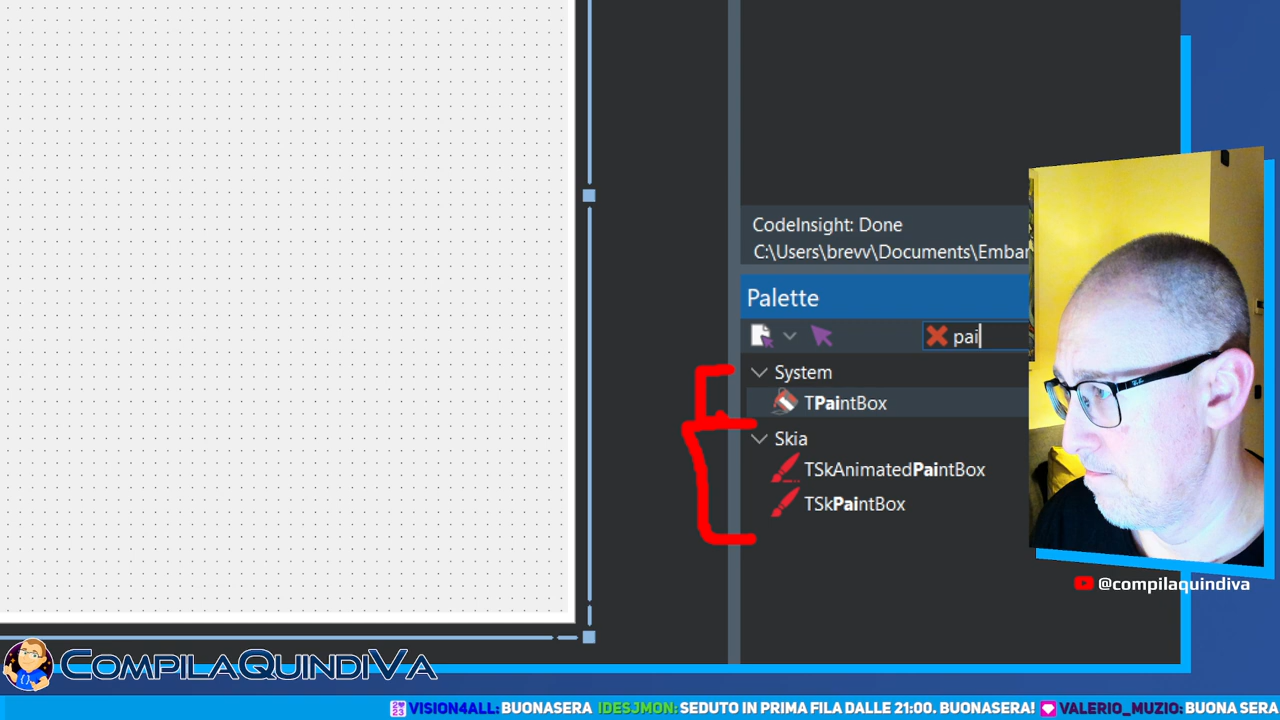 CodeInsight: Done
C:\Users\brevv\Documents\Embar
Palette
pai
System
TPaintBox
Skia
TSkAnimatedPaintBox
TSkPaintBox
@compilaquindiva
COMPILAQUINDIVA
2023 VISION4ALL: BUONASERA IDESJMON: SEDUTO IN PRIMA FILA DALLE 21:00. BUONASERA! VALERIO_MUZIO: BUONA SERA